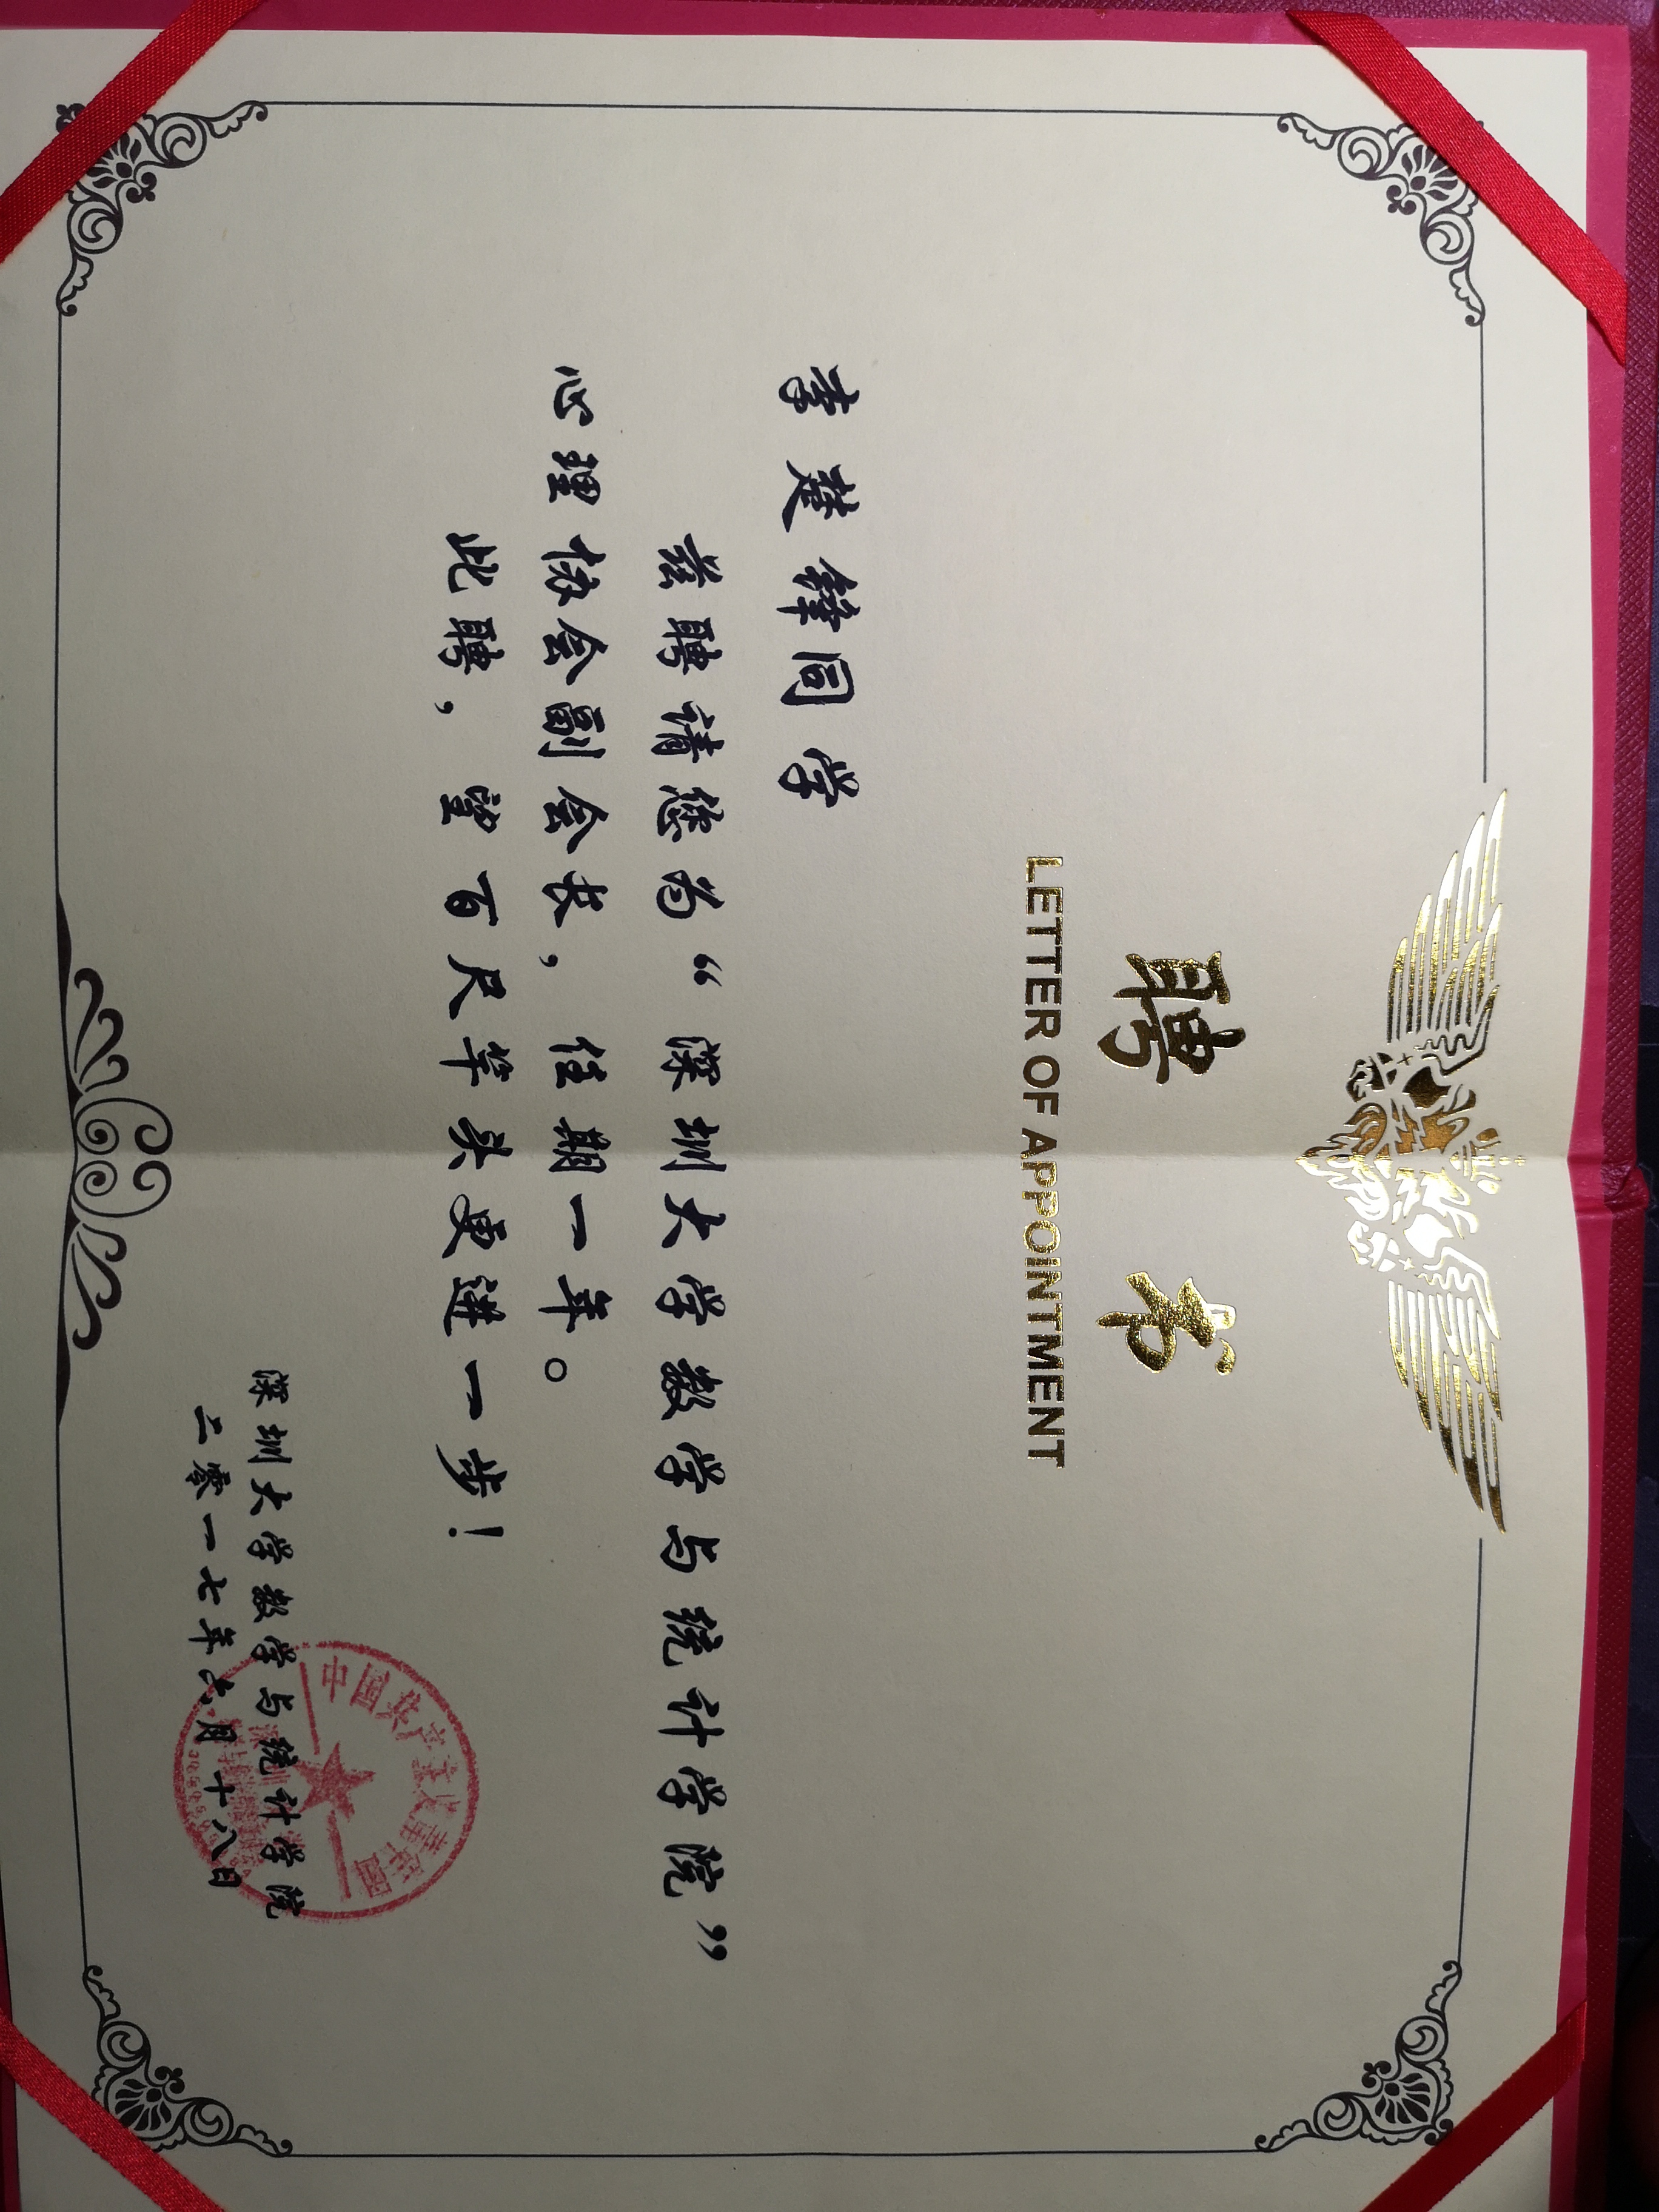 聘书
LETTER OF APPOINTMENT
李楚锋同学
兹聘请您为“深圳大学数学与统计学院”
心理协会副会长，任期一年。
此聘，望百尺竿头更进一步！
深圳大学数学与统计学院
二零一七年六月十八日
中国共产主义青年团